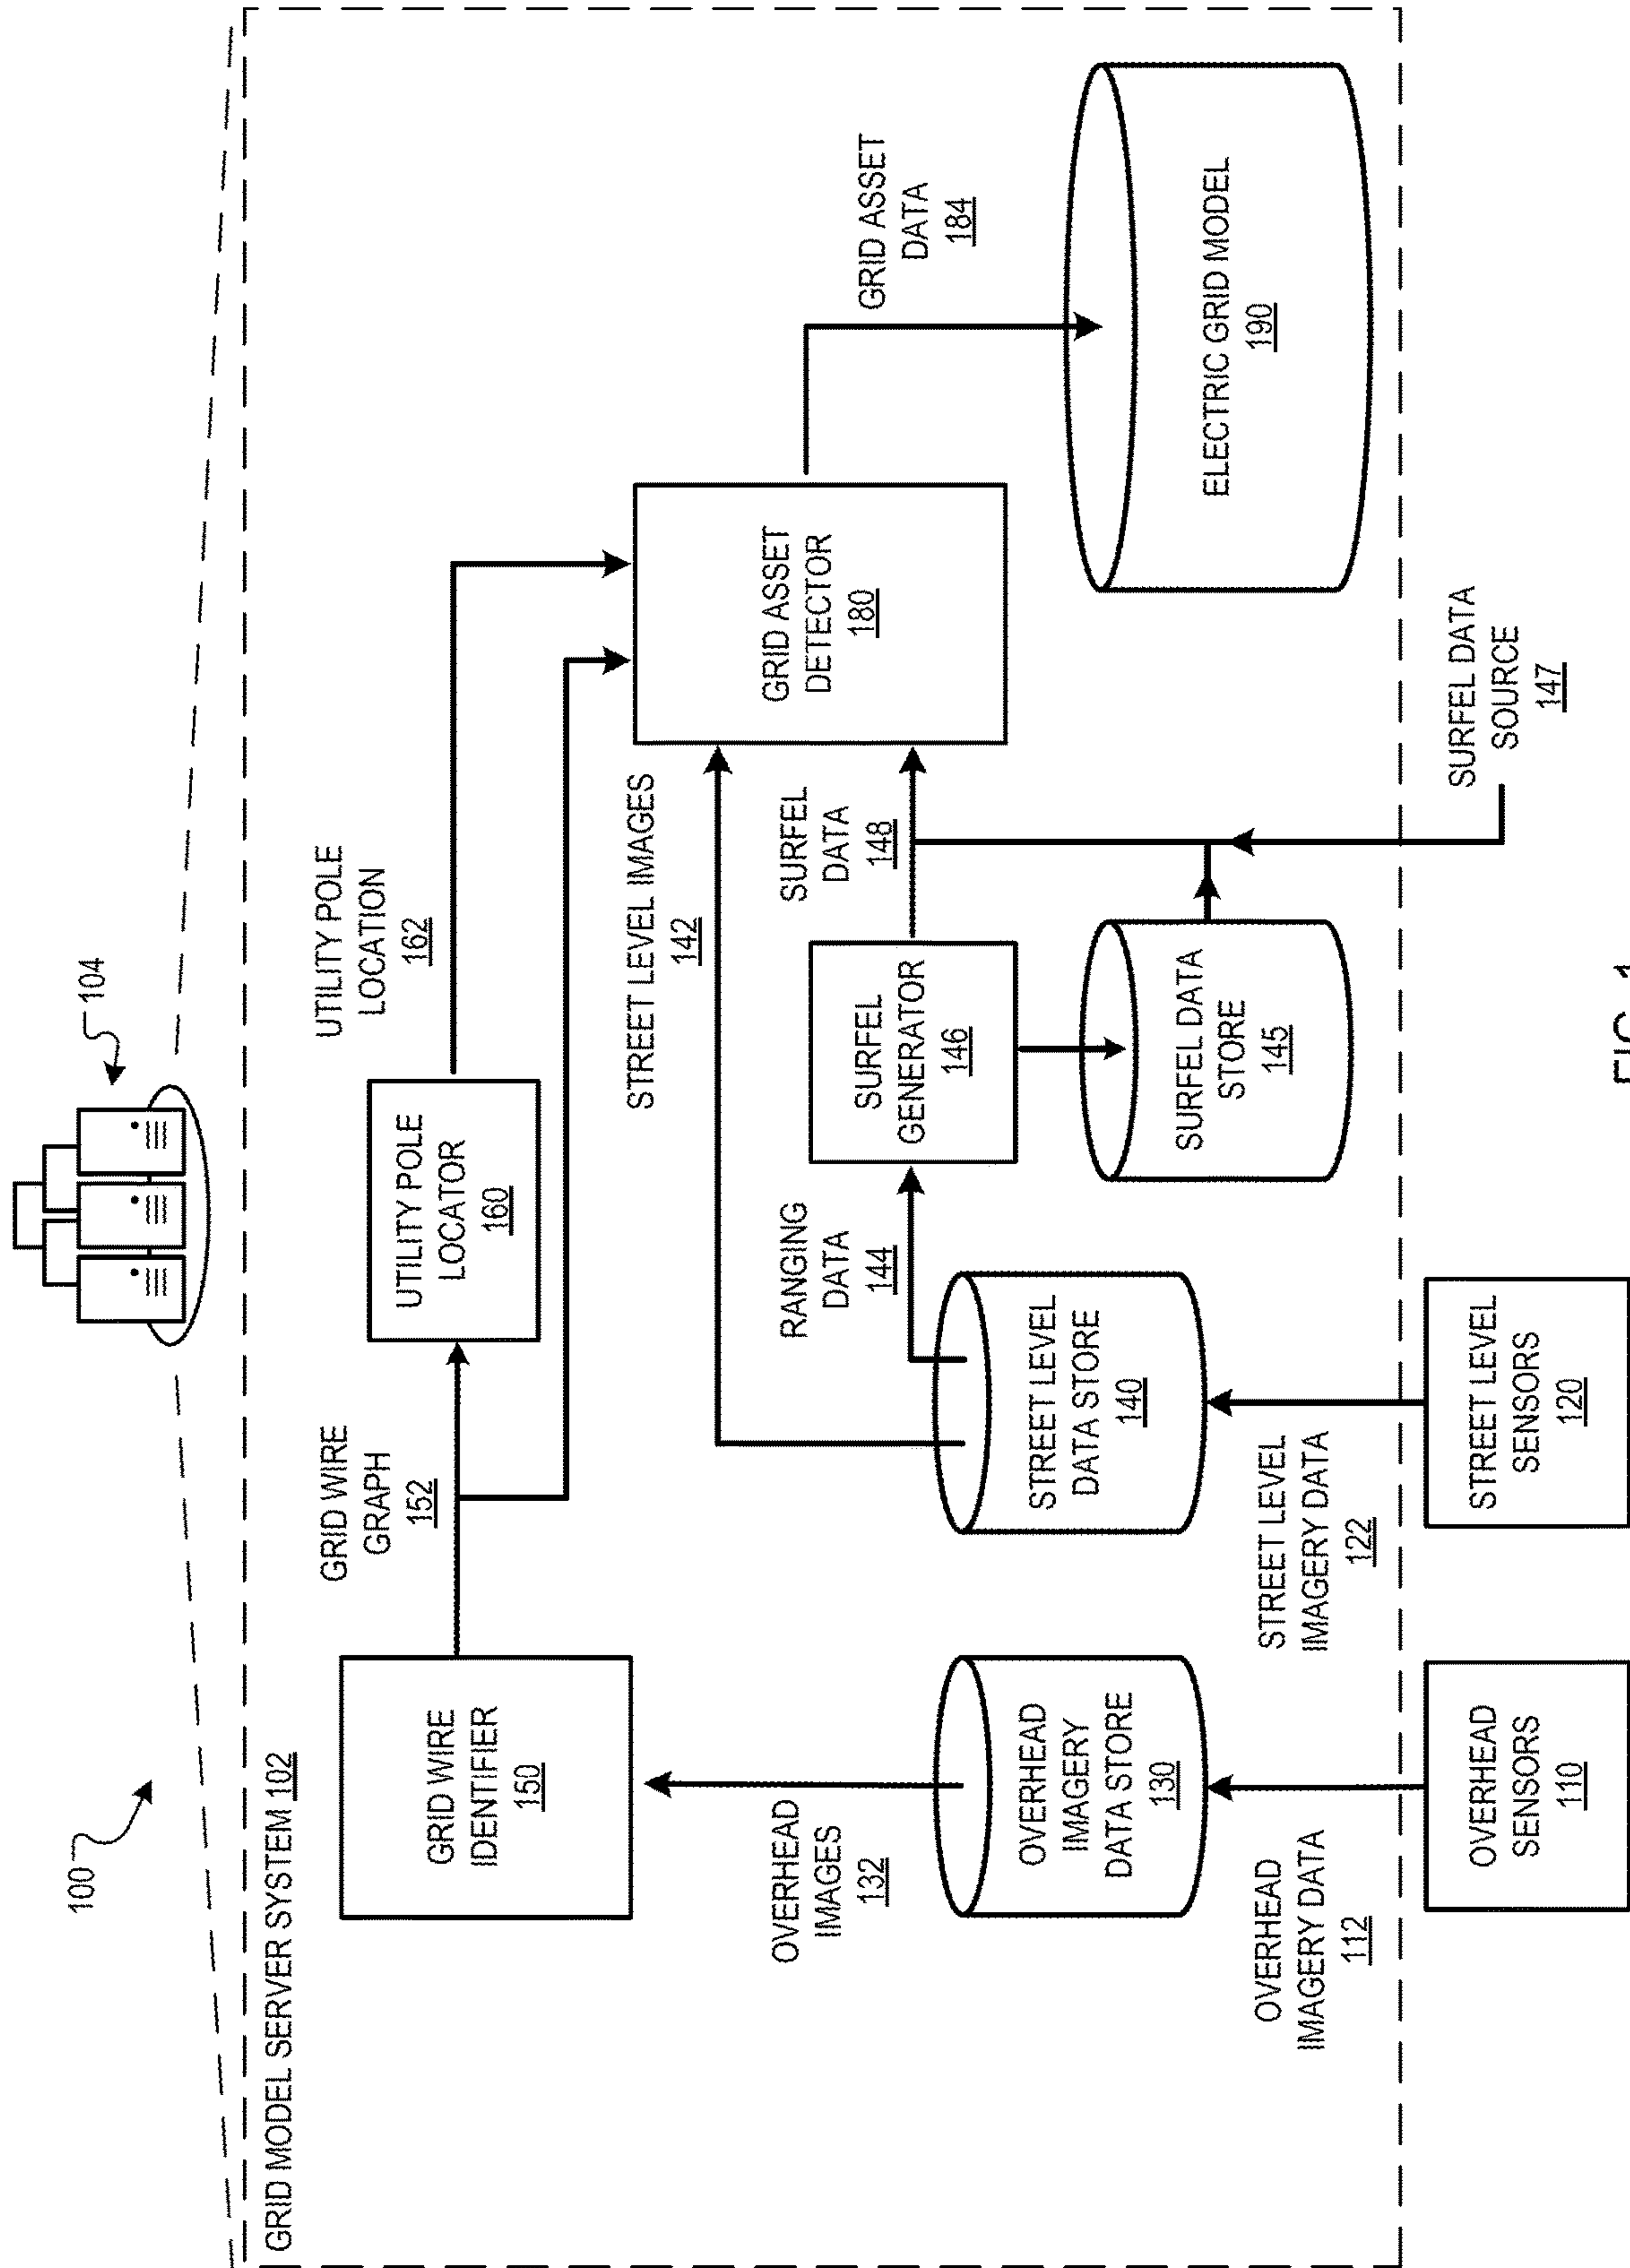 104
100
GRID MODEL SERVER SYSTEM 102
GRID WIRE
IDENTIFIER
150
GRID WIRE
GRAPH
152
UTILITY POLE
LOCATOR
160
UTILITY POLE
LOCATION
162
OVERHEAD
IMAGES
132
STREET LEVEL IMAGES
142
GRID ASSET
DETECTOR
180
GRID ASSET
DATA
184
RANGING
DATA
144
SURFEL
GENERATOR
146
SURFEL
DATA
148
OVERHEAD
IMAGERY
DATA STORE
130
STREET LEVEL
DATA STORE
140
SURFEL DATA
STORE
145
ELECTRIC GRID MODEL
190
OVERHEAD
IMAGERY DATA
112
STREET LEVEL
IMAGERY DATA
122
SURFEL DATA
SOURCE
147
OVERHEAD
SENSORS
110
STREET LEVEL
SENSORS
120
FIG. 1